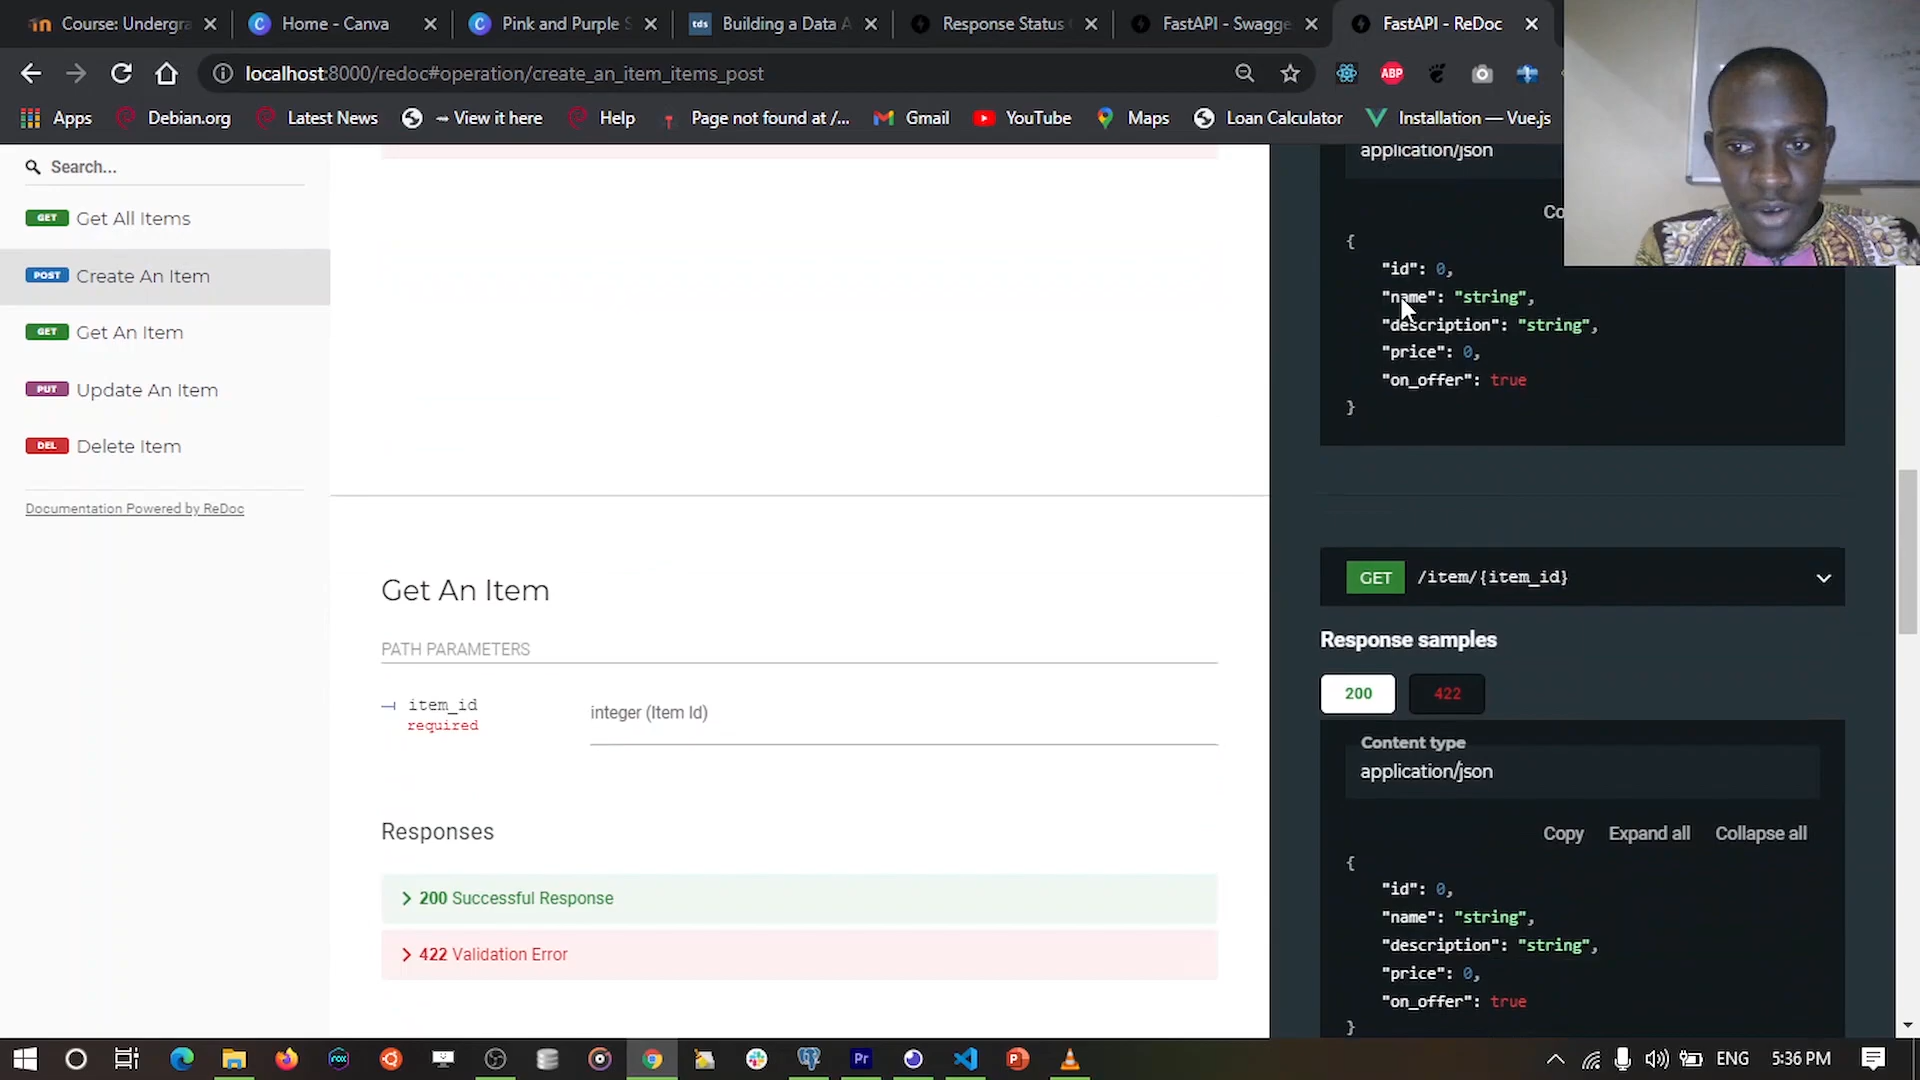 Course: Undergra
Home - Canva
Pink and Purple S
tds Building a Data A
Response Status
FastAPI - Swagge
FastAPI - ReDoc
localhost:8000/redoc#operation/create_an_item_items_post
ABP
Apps
Debian.org
Latest News
→ View it here
Help
Page not found at /...
Gmail
YouTube
Maps
Loan Calculator
Installation — Vue.js
Search...
GET Get All Items
POST Create An Item
GET Get An Item
PUT Update An Item
DEL Delete Item
Documentation Powered by ReDoc
Get An Item
PATH PARAMETERS
item_id
required
integer (Item Id)
Responses
200 Successful Response
422 Validation Error
application/json
Co
{
"id": 0,
"name": "string",
"description": "string",
"price": 0,
"on_offer": true
}
GET /item/{item_id}
Response samples
200 422
Content type
application/json
Copy Expand all Collapse all
{
"id": 0,
"name": "string",
"description": "string",
"price": 0,
"on_offer": true
}
Pr
ENG
5:36 PM